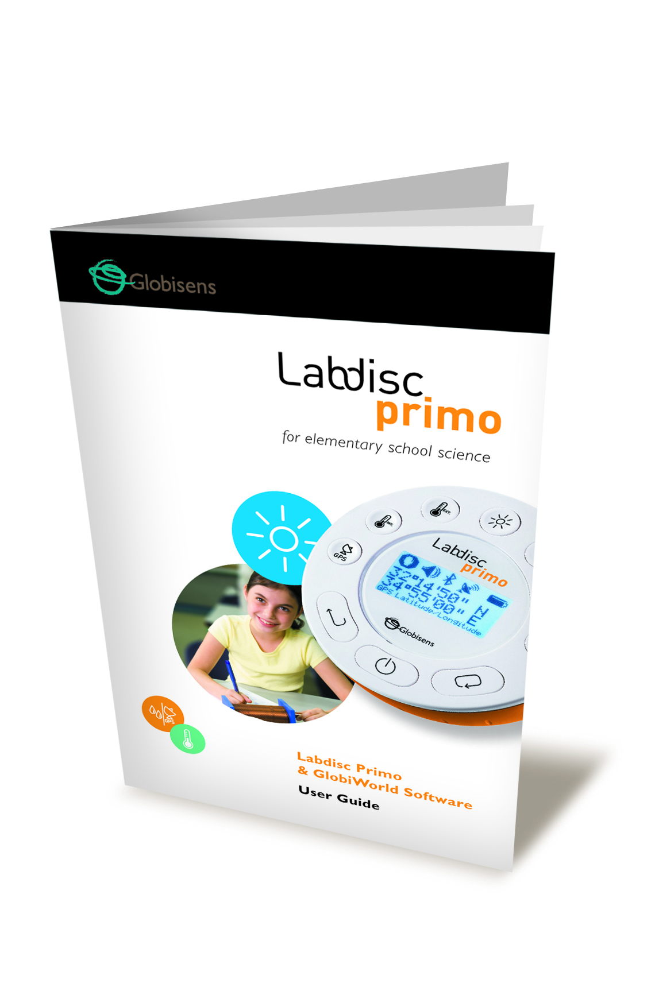 Globisens
Labdisc
primo
for elementary school science
EXT.
INT.
GPS
Labdisc
primo
32°14'50" N
34°55'00" E
GPS Latitude/Longitude
Globisens
GPS
Labdisc Primo
& GlobiWorld Software
User Guide